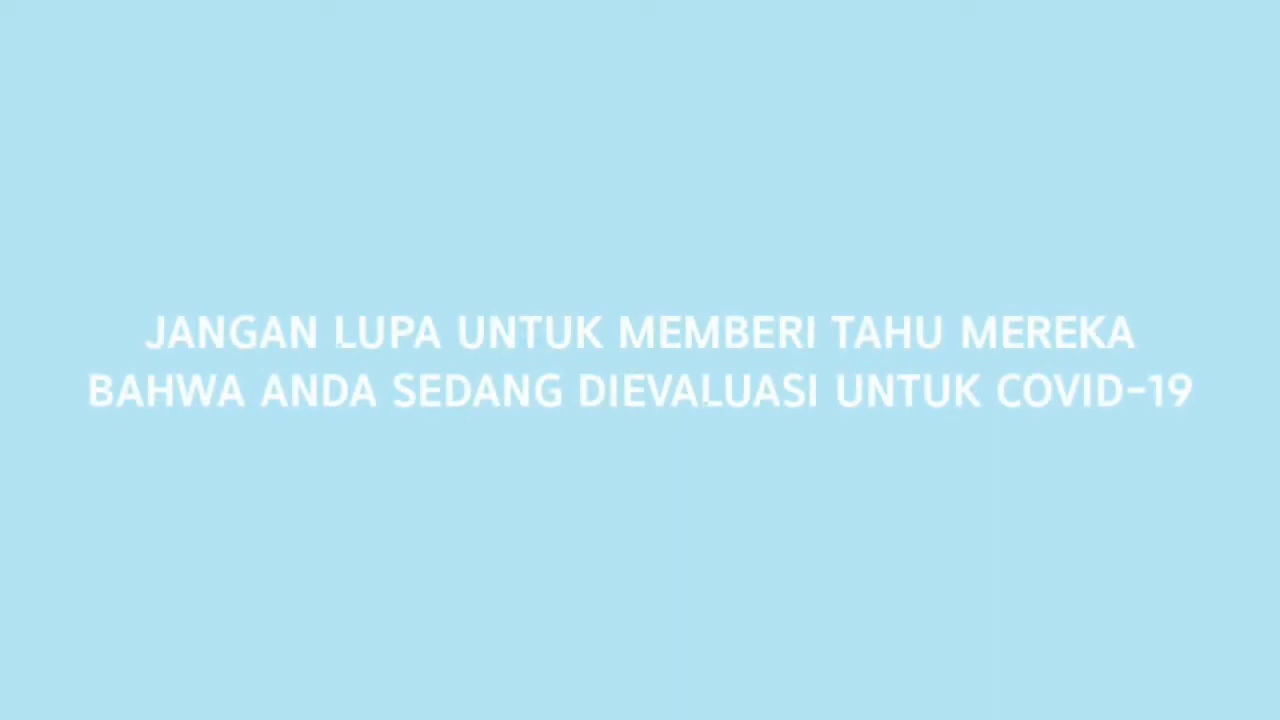 JANGAN LUPA UNTUK MEMBERI TAHU MEREKA
BAHWA ANDA SEDANG DIEVALUASI UNTUK COVID-19